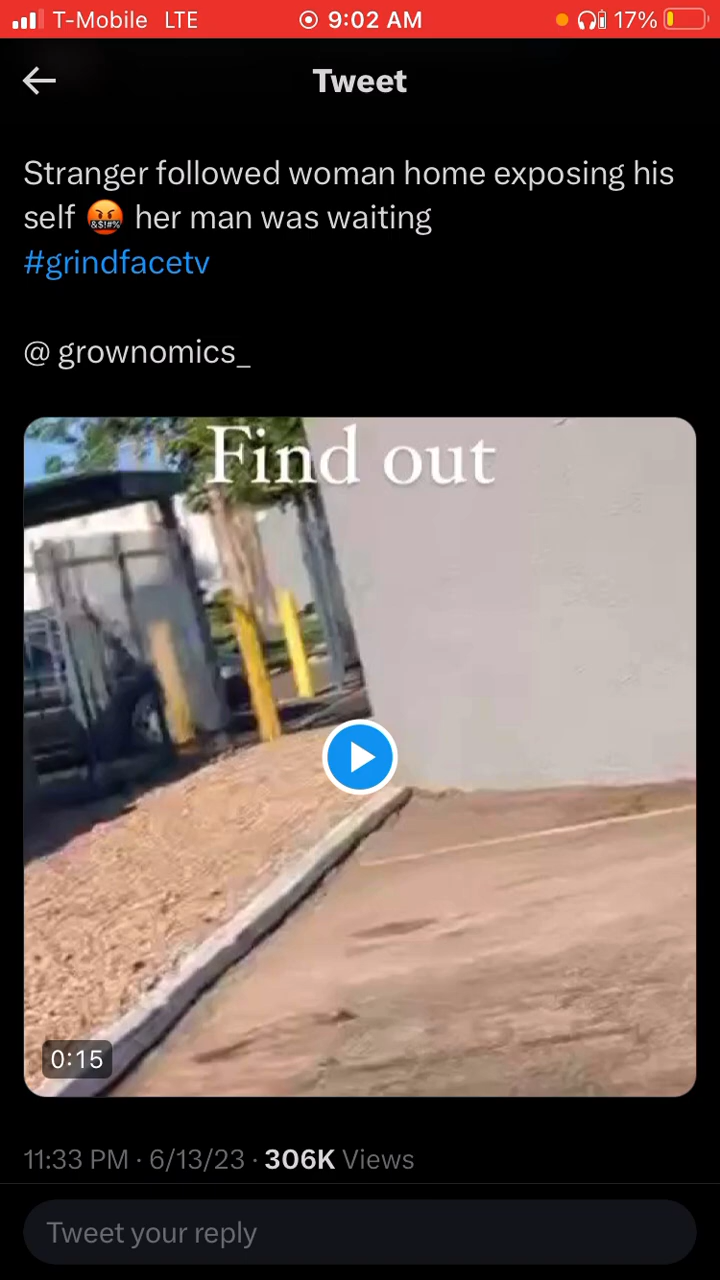 T-Mobile LTE 9:02 AM 17%
Tweet
Stranger followed woman home exposing his
self 🤬 her man was waiting
#grindfacetv
@ grownomics_
Find out
0:15
11:33 PM · 6/13/23 · 306K Views
Tweet your reply